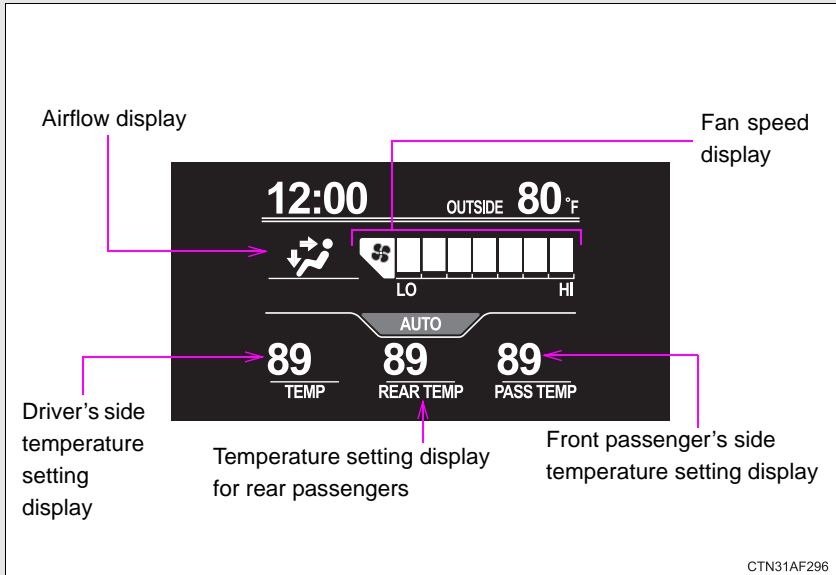 Airflow display
Fan speed
display
12:00
OUTSIDE 80°F
LO
HI
AUTO
89
TEMP
89
REAR TEMP
89
PASS TEMP
Driver's side
temperature
setting
display
Temperature setting display
for rear passengers
Front passenger's side
temperature setting display
CTN31AF296